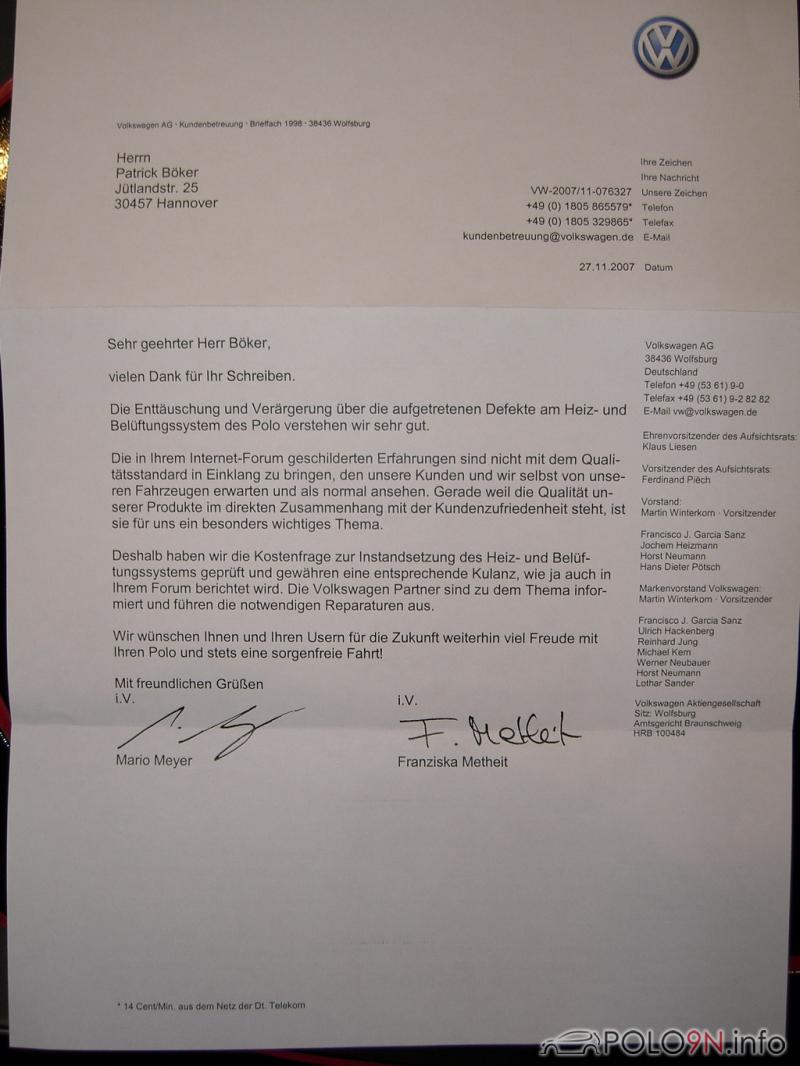 Volkswagen AG · Kundenbetreuung · Brieffach 1998 · 38436 Wolfsburg
Herrn
Patrick Böker
Jütlandstr. 25
30457 Hannover
Ihre Zeichen
Ihre Nachricht
VW-2007/11-076327 Unsere Zeichen
+49 (0) 1805 865579* Telefon
+49 (0) 1805 329865* Telefax
kundenbetreuung@volkswagen.de E-Mail
27.11.2007 Datum
Sehr geehrter Herr Böker,
vielen Dank für Ihr Schreiben.
Die Enttäuschung und Verärgerung über die aufgetretenen Defekte am Heiz- und
Belüftungssystem des Polo verstehen wir sehr gut.
Die in Ihrem Internet-Forum geschilderten Erfahrungen sind nicht mit dem Quali-
tätsstandard in Einklang zu bringen, den unsere Kunden und wir selbst von unse-
ren Fahrzeugen erwarten und als normal ansehen. Gerade weil die Qualität un-
serer Produkte im direkten Zusammenhang mit der Kundenzufriedenheit steht, ist
sie für uns ein besonders wichtiges Thema.
Deshalb haben wir die Kostenfrage zur Instandsetzung des Heiz- und Belüf-
tungssystems geprüft und gewähren eine entsprechende Kulanz, wie ja auch in
Ihrem Forum berichtet wird. Die Volkswagen Partner sind zu dem Thema infor-
miert und führen die notwendigen Reparaturen aus.
Wir wünschen Ihnen und Ihren Usern für die Zukunft weiterhin viel Freude mit
Ihren Polo und stets eine sorgenfreie Fahrt!
Mit freundlichen Grüßen
i.V. i.V.
F. Metheit
Mario Meyer Franziska Metheit
Volkswagen AG
38436 Wolfsburg
Deutschland
Telefon +49 (53 61) 9-0
Telefax +49 (53 61) 9-2 82 82
E-Mail vw@volkswagen.de
Ehrenvorsitzender des Aufsichtsrats:
Klaus Liesen
Vorsitzender des Aufsichtsrats:
Ferdinand Piëch
Vorstand:
Martin Winterkorn · Vorsitzender
Francisco J. Garcia Sanz
Jochem Heizmann
Horst Neumann
Hans Dieter Pötsch
Markenvorstand Volkswagen:
Martin Winterkorn · Vorsitzender
Francisco J. Garcia Sanz
Ulrich Hackenberg
Reinhard Jung
Michael Kern
Werner Neubauer
Horst Neumann
Lothar Sander
Volkswagen Aktiengesellschaft
Sitz: Wolfsburg
Amtsgericht Braunschweig
HRB 100484
* 14 Cent/Min. aus dem Netz der Dt. Telekom
POLO9N.info